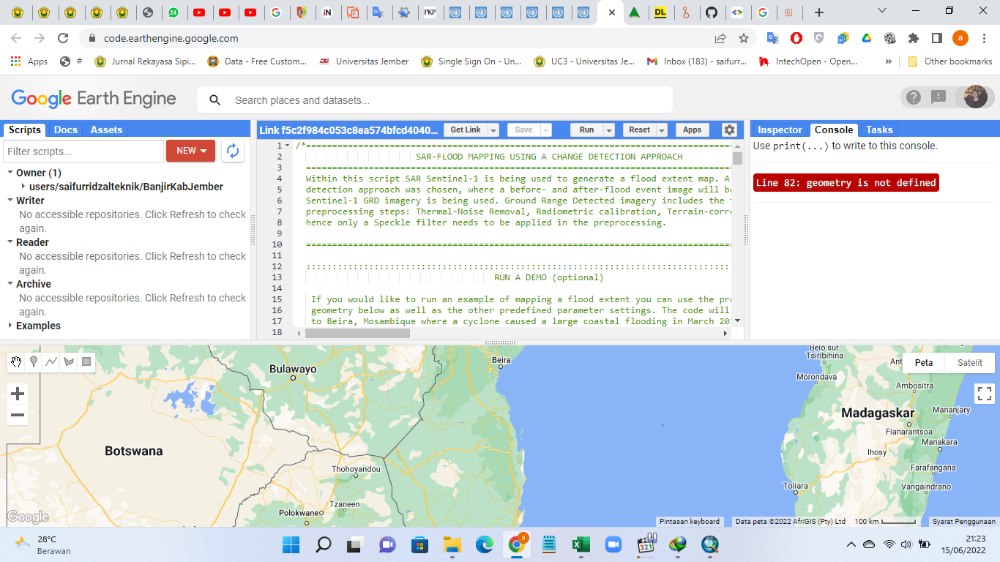 24
iN
PKP
DL
code.earthengine.google.com
a
Apps
#
Jurnal Rekayasa Sipi...
Data - Free Custom...
Universitas Jember
Single Sign On - Un...
UC3 - Universitas Je...
Inbox (183) - saifurr...
IntechOpen - Open...
»
Other bookmarks
Google Earth Engine
Search places and datasets...
Scripts Docs Assets
Filter scripts...
NEW
Owner (1)
users/saifurridzalteknik/BanjirKabJember
Writer
No accessible repositories. Click Refresh to check
again.
Reader
No accessible repositories. Click Refresh to check
again.
Archive
No accessible repositories. Click Refresh to check
again.
Examples
Link f5c2f984c053c8ea574bfcd4040...
Get Link Save Run Reset Apps
1 /*==================================================================================
2 SAR-FLOOD MAPPING USING A CHANGE DETECTION APPROACH
3 ==================================================================================
4 Within this script SAR Sentinel-1 is being used to generate a flood extent map. A
5 detection approach was chosen, where a before- and after-flood event image will b
6 Sentinel-1 GRD imagery is being used. Ground Range Detected imagery includes the
7 preprocessing steps: Thermal-Noise Removal, Radiometric calibration, Terrain-corr
8 hence only a Speckle filter needs to be applied in the preprocessing.
9
10 ==================================================================================
11
12 ::::::::::::::::::::::::::::::::::::::::::::::::::::::::::::::::::::::::::::::::::
13 RUN A DEMO (optional)
14
15 If you would like to run an example of mapping a flood extent you can use the pr
16 geometry below as well as the other predefined parameter settings. The code will
17 to Beira, Mosambique where a cyclone caused a large coastal flooding in March 20
18
Inspector Console Tasks
Use print(...) to write to this console.
Line 82: geometry is not defined
Peta Satelit
Bulawayo
Beira
Belo sur
Tsiribihina
Ant
Morondava
Ambositra
Madagaskar
Mananjary
Fianarantsoa
Manakara
Ihosy
Farafangana
Toliara
Vangaindrano
Botswana
Thohoyandou
Tzaneen
Polokwane
Google
Pintasan keyboard
Data peta ©2022 AfriGIS (Pty) Ltd
100 km
Syarat Penggunaan
28°C
Berawan
a
321
21:23
15/06/2022